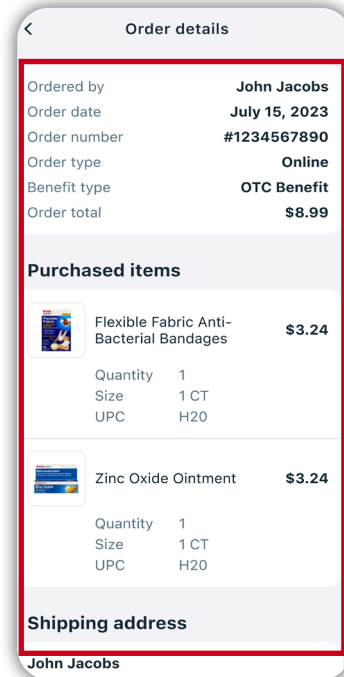 Order details
Ordered by John Jacobs
Order date July 15, 2023
Order number #1234567890
Order type Online
Benefit type OTC Benefit
Order total $8.99
Purchased items
Flexible Fabric Anti-
Bacterial Bandages $3.24
Quantity 1
Size 1 CT
UPC H20
Zinc Oxide Ointment $3.24
Quantity 1
Size 1 CT
UPC H20
Shipping address
John Jacobs